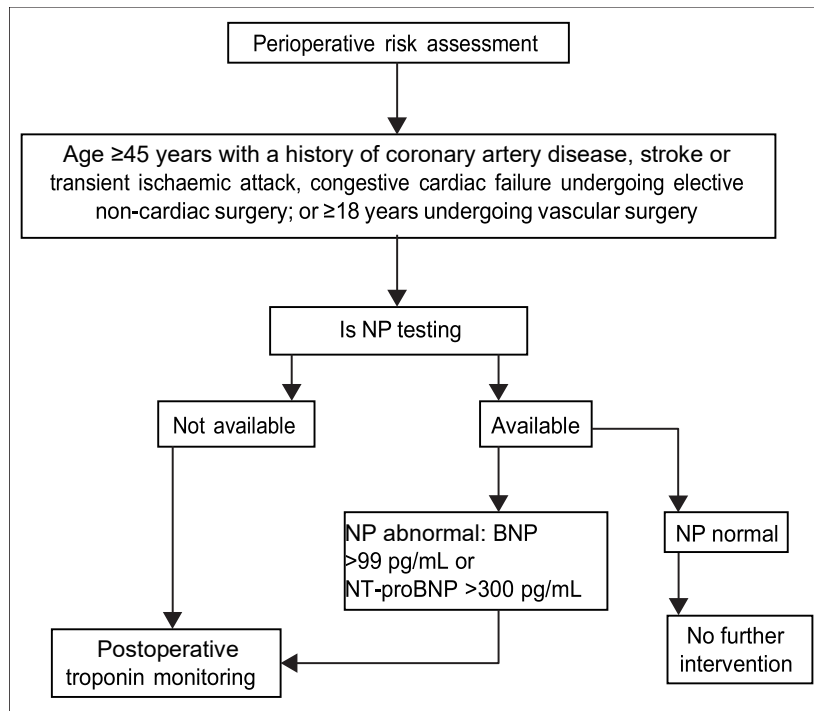 Perioperative risk assessment
Age ≥45 years with a history of coronary artery disease, stroke or
transient ischaemic attack, congestive cardiac failure undergoing elective
non-cardiac surgery; or ≥18 years undergoing vascular surgery
Is NP testing
Not available
Available
NP abnormal: BNP
>99 pg/mL or
NT-proBNP >300 pg/mL
NP normal
Postoperative
troponin monitoring
No further
intervention